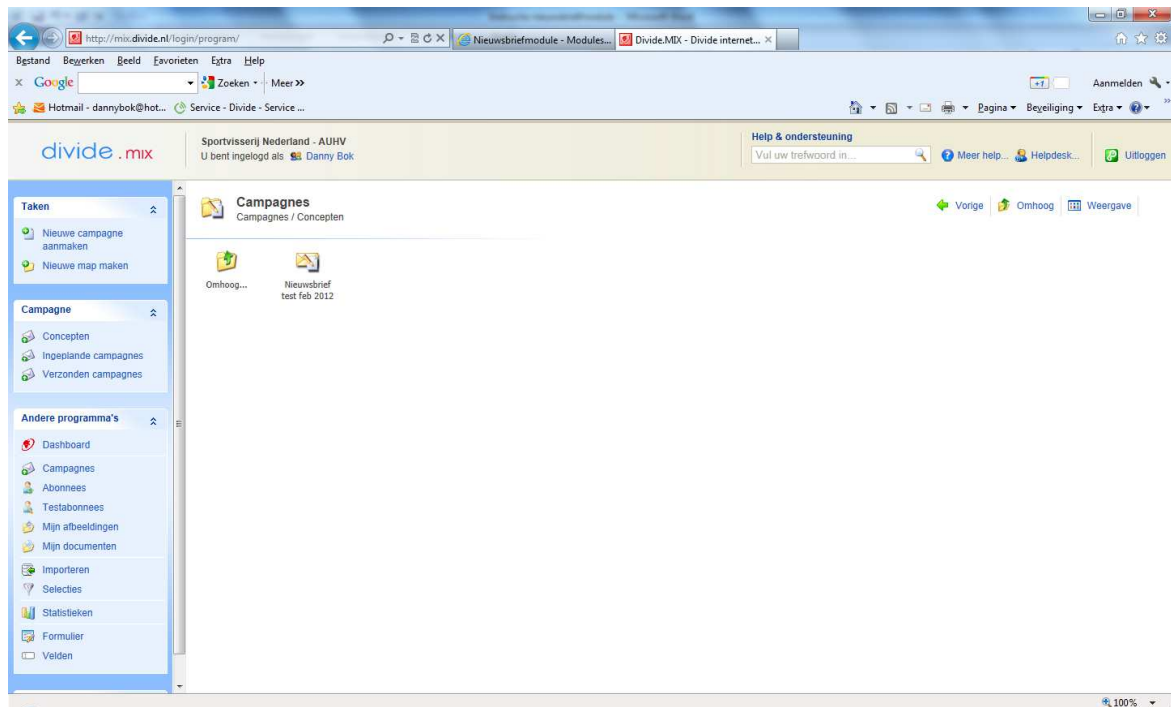 http://mix.divide.nl/login/program/
Nieuwsbriefmodule - Modules...
Divide.MIX - Divide internet...
Bestand Bewerken Beeld Favorieten Extra Help
x Google Zoeken Meer >> Aanmelden
Hotmail - dannybok@hot... Service - Divide - Service ... Pagina Beveiliging Extra
divide.mix
Sportvisserij Nederland - AUHV
U bent ingelogd als Danny Bok
Help & ondersteuning
Vul uw trefwoord in...
Meer help... Helpdesk... Uitloggen
Taken
Nieuwe campagne
aanmaken
Nieuwe map maken
Campagne
Concepten
Ingeplande campagnes
Verzonden campagnes
Andere programma's
Dashboard
Campagnes
Abonnees
Testabonnees
Mijn afbeeldingen
Mijn documenten
Importeren
Selecties
Statistieken
Formulier
Velden
Campagnes
Campagnes / Concepten
Vorige Omhoog Weergave
Omhoog...
Nieuwsbrief
test feb 2012
100%